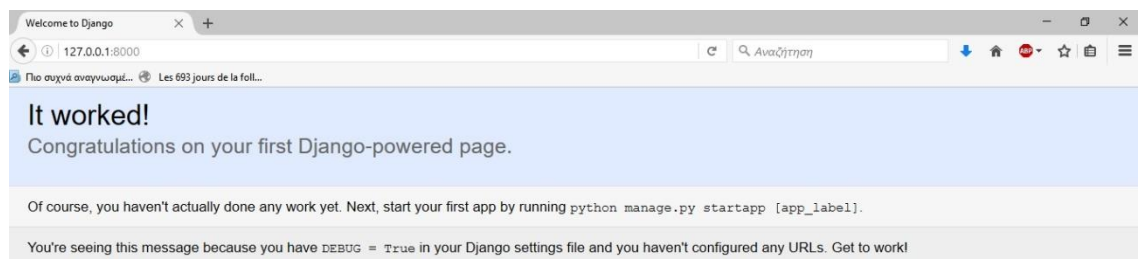 Welcome to Django
127.0.0.1:8000
Αναζήτηση
ABP
Πιο συχνά αναγνωσμέ... Les 693 jours de la foll...
It worked!
Congratulations on your first Django-powered page.
Of course, you haven't actually done any work yet. Next, start your first app by running python manage.py startapp [app_label].
You're seeing this message because you have DEBUG = True in your Django settings file and you haven't configured any URLs. Get to work!